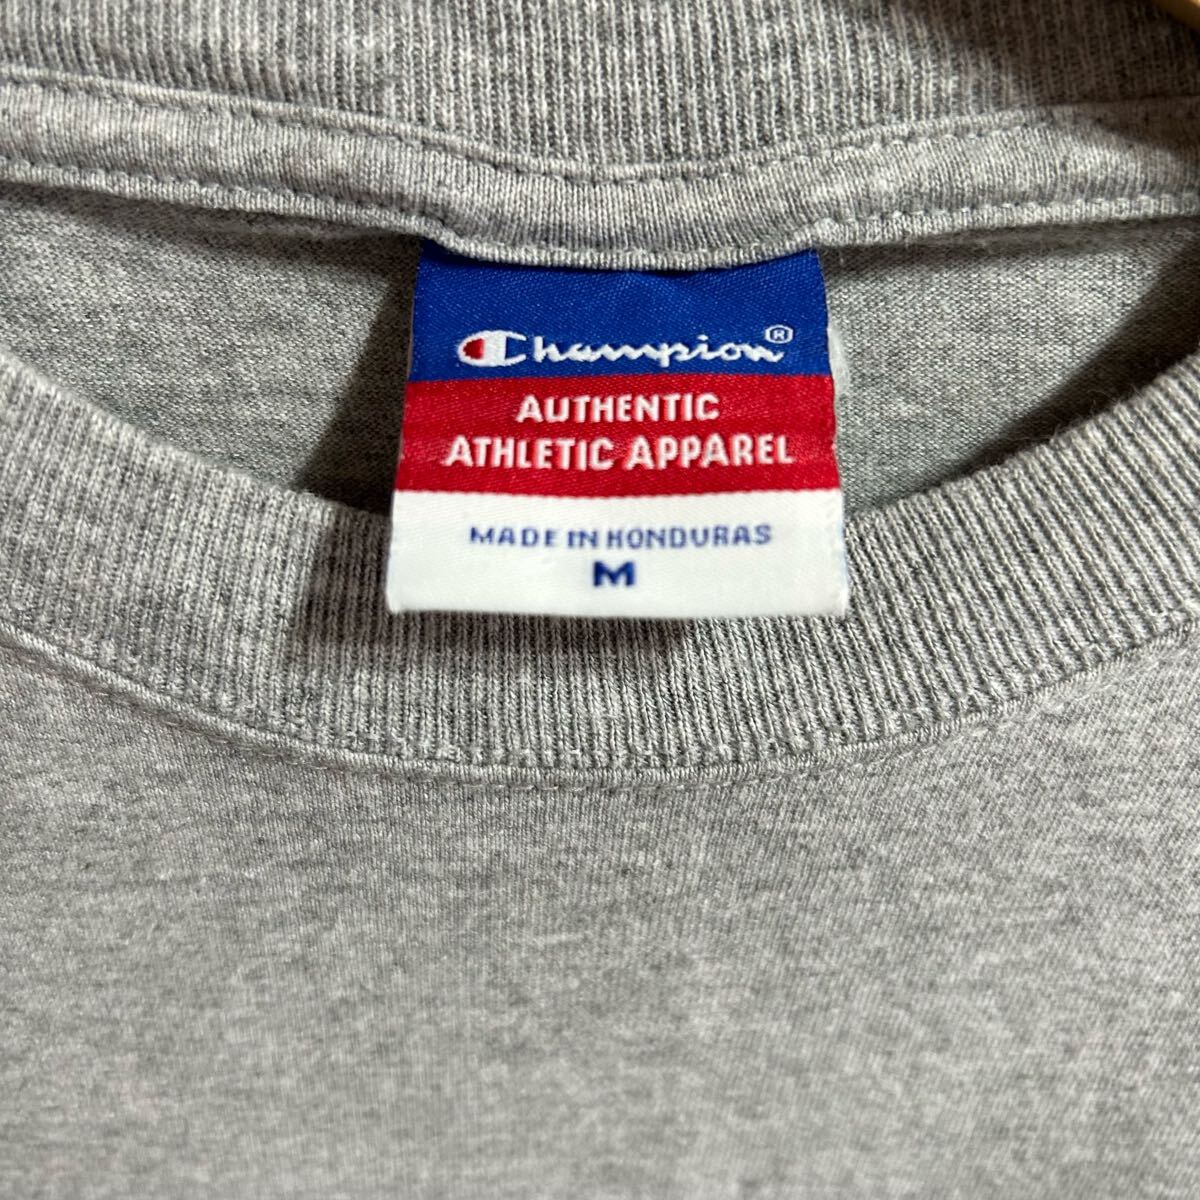 Champion®
AUTHENTIC
ATHLETIC APPAREL
MADE IN HONDURAS
M